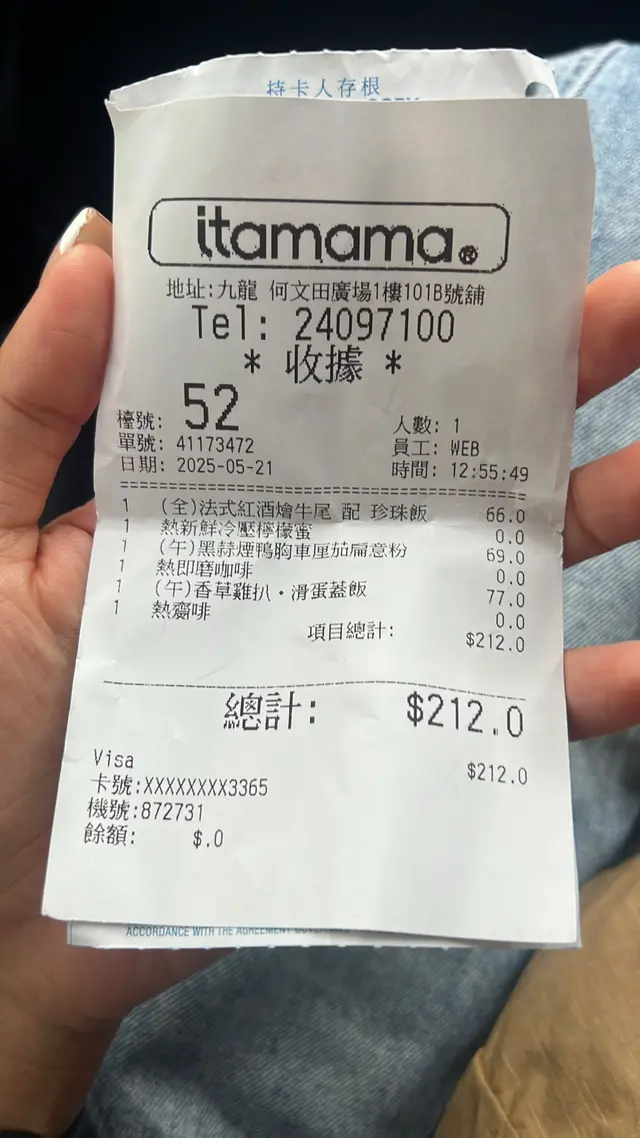 持卡人存根
itamama®
地址:九龍 何文田廣場1樓101B號舖
Tel: 24097100
* 收據 *
檯號: 52 人數: 1
單號: 41173472 員工: WEB
日期: 2025-05-21 時間: 12:55:49
1 (全)法式紅酒燴牛尾 配 珍珠飯 66.0
1 熱新鮮冷壓檸檬蜜 0.0
1 (午)黑蒜煙鴨胸車厘茄扁意粉 69.0
1 熱即磨咖啡 0.0
1 (午)香草雞扒・滑蛋蓋飯 77.0
1 熱齋啡 0.0
項目總計: $212.0
總計: $212.0
Visa $212.0
卡號:XXXXXXXX3365
機號:872731
餘額: $.0
ACCORDANCE WITH THE AGREEMENT